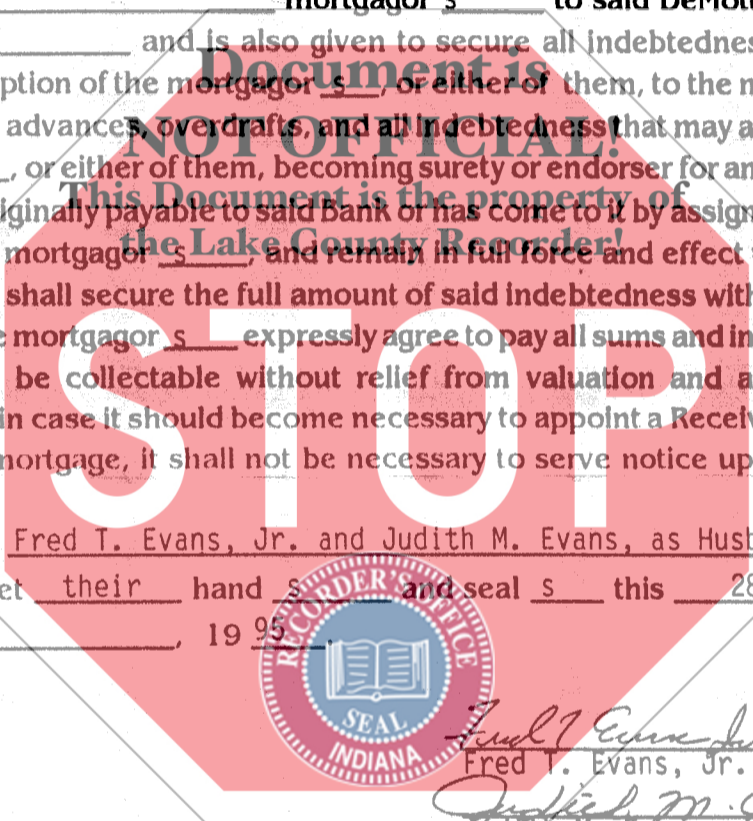 mortgagor s to said DeMott
and is also given to secure all indebtednes
Document is
ption of the mortgagor s , or either of them, to the m
NOT OFFICIAL!
advances, overdrafts, and all indebtedness that may a
, or either of them, becoming surety or endorser for an
This Document is the property of
iginally payable to said Bank or has come to it by assign
the Lake County Recorder!
mortgagor s , and remain in full force and effect
shall secure the full amount of said indebtedness with
e mortgagor s expressly agree to pay all sums and in
STOP
be collectable without relief from valuation and a
in case it should become necessary to appoint a Receiv
mortgage, it shall not be necessary to serve notice up
Fred T. Evans, Jr. and Judith M. Evans, as Husb
et their hand s and seal s this 28
, 19 95 .
RECORDER'S OFFICE
SEAL
INDIANA
Fred T. Evans, Jr.
Judith M.